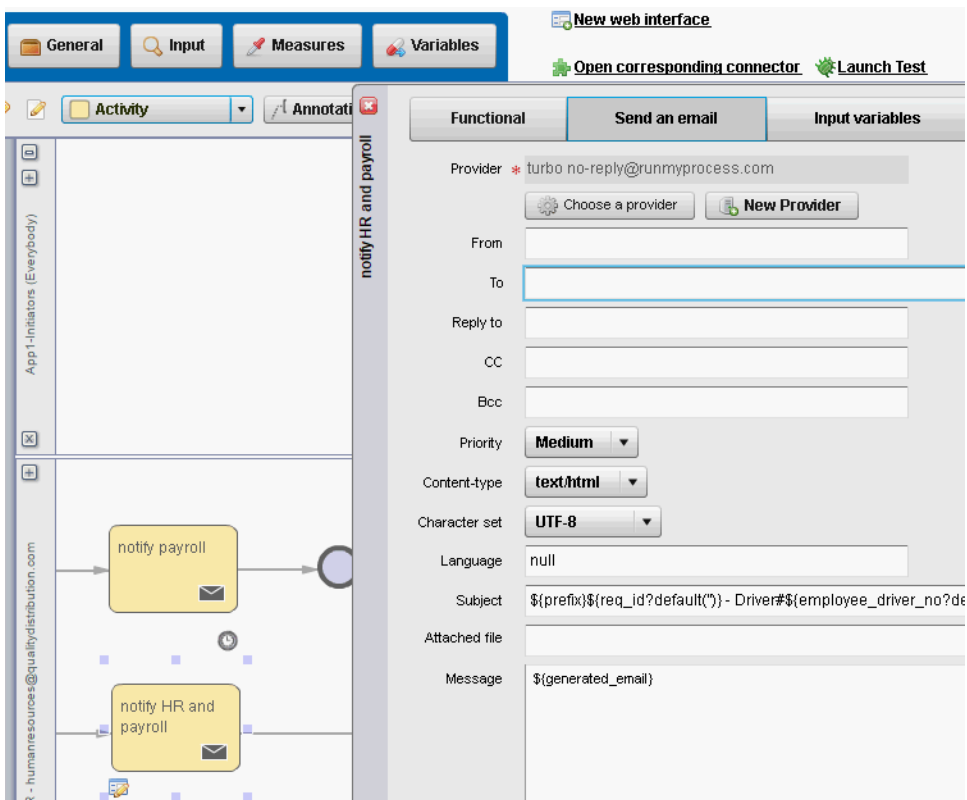 New web interface
General
Input
Measures
Variables
Open corresponding connector
Launch Test
Activity
Annotati
Functional
Send an email
Input variables
notify HR and payroll
App1-Initiators (Everybody)
Provider * turbo no-reply@runmyprocess.com
Choose a provider
New Provider
From
To
Reply to
CC
Bcc
Priority
Medium
Content-type
text/html
Character set
UTF-8
Language
null
Subject
${prefix}${req_id?default('')} - Driver#${employee_driver_no?de
Attached file
Message
${generated_email}
R - humanresources@qualitydistribution.com
notify payroll
notify HR and
payroll